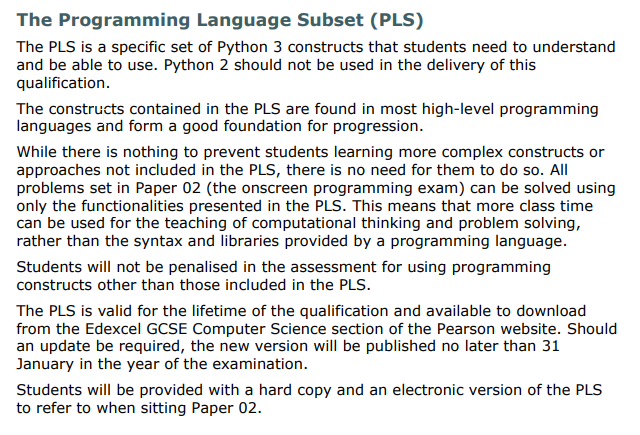 The Programming Language Subset (PLS)
The PLS is a specific set of Python 3 constructs that students need to understand
and be able to use. Python 2 should not be used in the delivery of this
qualification.
The constructs contained in the PLS are found in most high-level programming
languages and form a good foundation for progression.
While there is nothing to prevent students learning more complex constructs or
approaches not included in the PLS, there is no need for them to do so. All
problems set in Paper 02 (the onscreen programming exam) can be solved using
only the functionalities presented in the PLS. This means that more class time
can be used for the teaching of computational thinking and problem solving,
rather than the syntax and libraries provided by a programming language.
Students will not be penalised in the assessment for using programming
constructs other than those included in the PLS.
The PLS is valid for the lifetime of the qualification and available to download
from the Edexcel GCSE Computer Science section of the Pearson website. Should
an update be required, the new version will be published no later than 31
January in the year of the examination.
Students will be provided with a hard copy and an electronic version of the PLS
to refer to when sitting Paper 02.